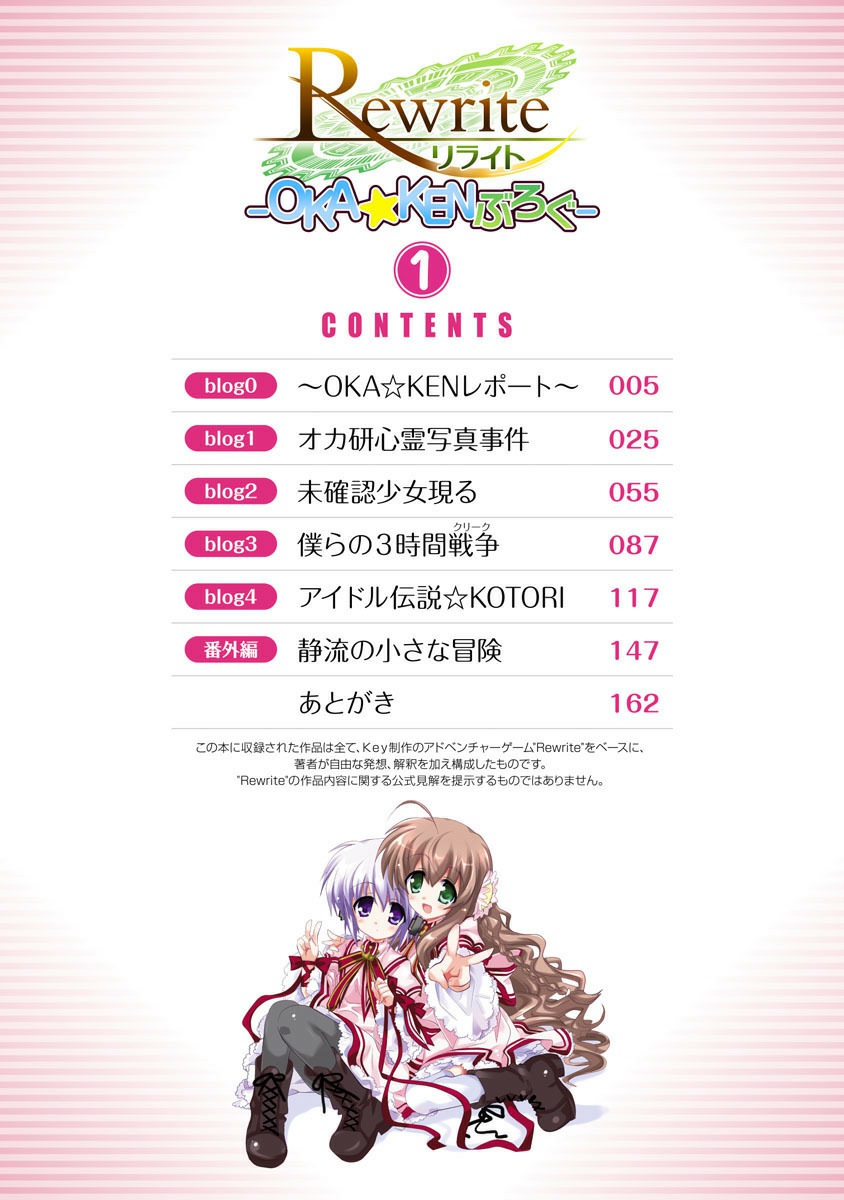 Rewrite
リライト
-OKA★KENぶろぐ-
1
CONTENTS
blog0 ～OKA☆KENレポート～ 005
blog1 オカ研心霊写真事件 025
blog2 未確認少女現る 055
クリーク
blog3 僕らの3時間戦争 087
blog4 アイドル伝説☆KOTORI 117
番外編 静流の小さな冒険 147
あとがき 162
この本に収録された作品は全て、Key制作のアドベンチャーゲーム"Rewrite"をベースに、
著者が自由な発想、解釈を加え構成したものです。
"Rewrite"の作品内容に関する公式見解を提示するものではありません。